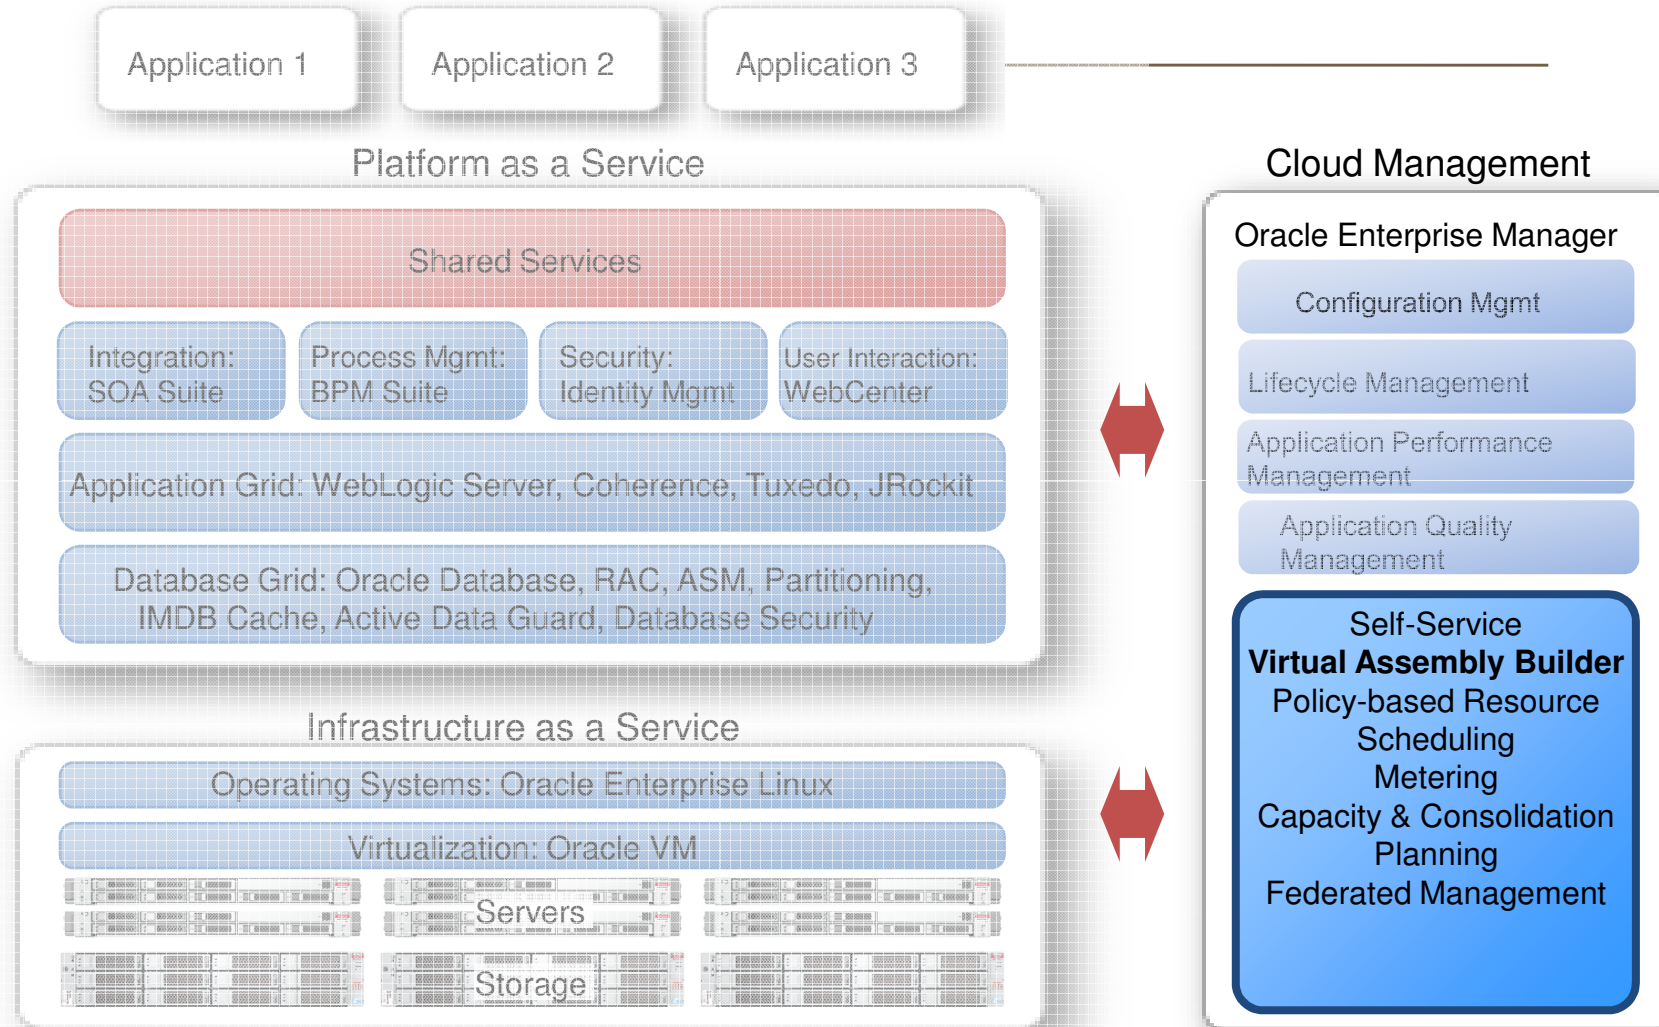 Application 1
Application 2
Application 3
Platform as a Service
Shared Services
Integration:
SOA Suite
Process Mgmt:
BPM Suite
Security:
Identity Mgmt
User Interaction:
WebCenter
Application Grid: WebLogic Server, Coherence, Tuxedo, JRockit
Database Grid: Oracle Database, RAC, ASM, Partitioning,
IMDB Cache, Active Data Guard, Database Security
Infrastructure as a Service
Operating Systems: Oracle Enterprise Linux
Virtualization: Oracle VM
Servers
Storage
Cloud Management
Oracle Enterprise Manager
Configuration Mgmt
Lifecycle Management
Application Performance
Management
Application Quality
Management
Self-Service
Virtual Assembly Builder
Policy-based Resource
Scheduling
Metering
Capacity & Consolidation
Planning
Federated Management